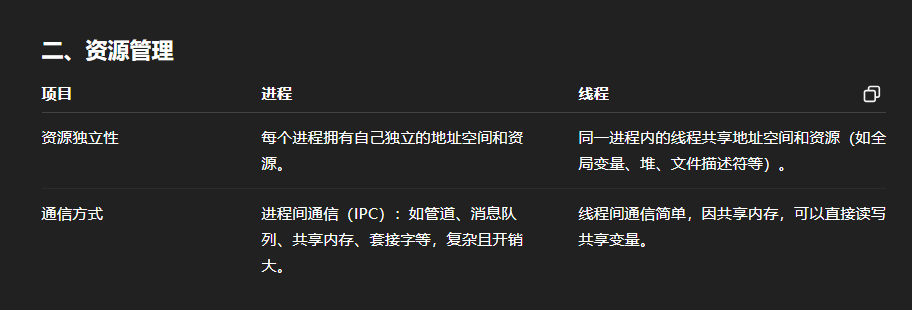 二、资源管理
项目 进程 线程
资源独立性 每个进程拥有自己独立的地址空间和资 同一进程内的线程共享地址空间和资源（如全
源。 局变量、堆、文件描述符等）。
通信方式 进程间通信（IPC）：如管道、消息队 线程间通信简单，因共享内存，可以直接读写
列、共享内存、套接字等，复杂且开销 共享变量。
大。